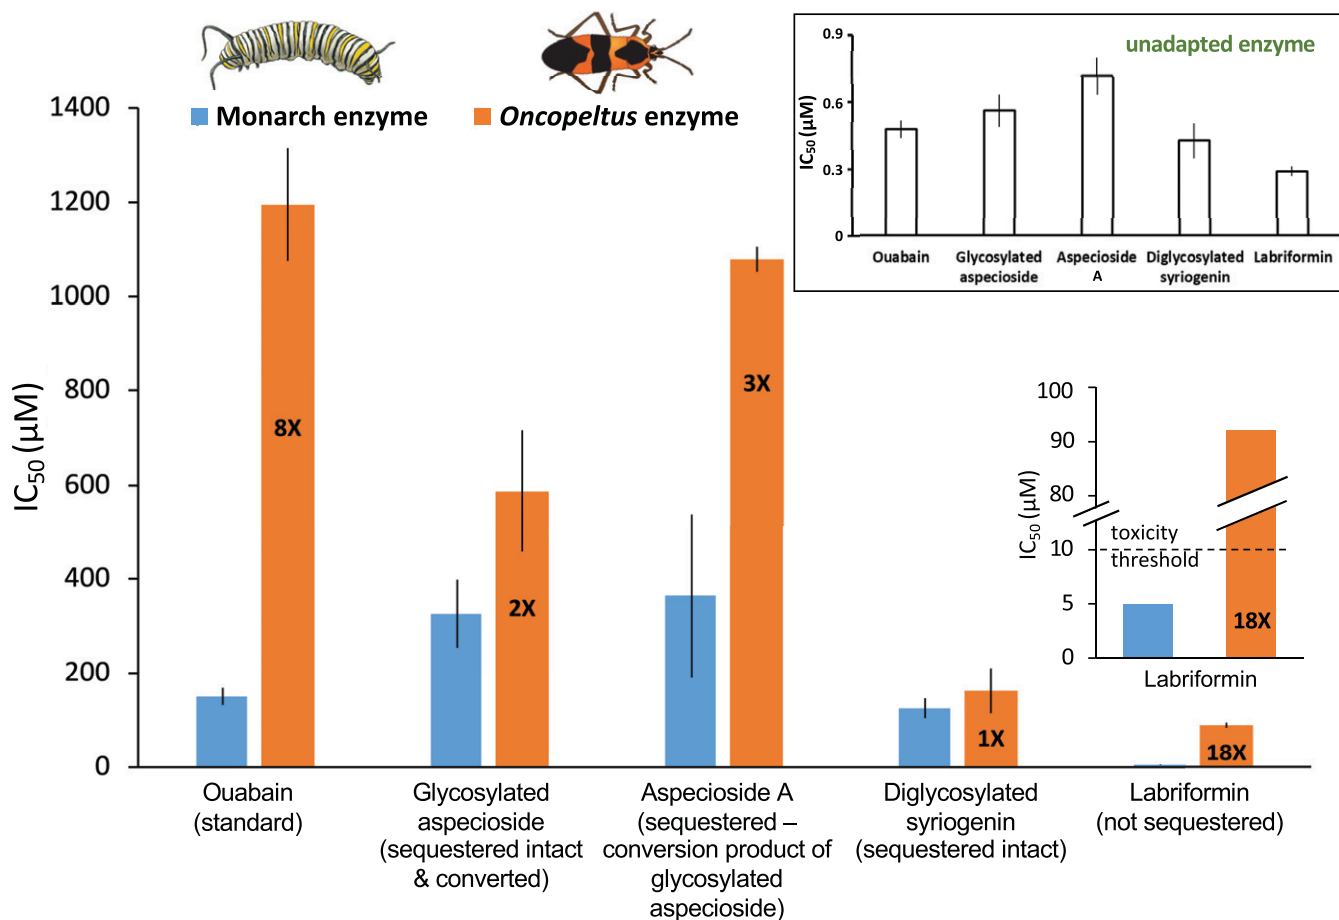 Monarch enzyme
Oncopeltus enzyme
IC50 (μM)
1400
1200
1000
800
600
400
200
0
8X
2X
3X
1X
18X
Ouabain
(standard)
Glycosylated
aspecioside
(sequestered intact
& converted)
Aspecioside A
(sequestered –
conversion product of
glycosylated
aspecioside)
Diglycosylated
syriogenin
(sequestered intact)
Labriformin
(not sequestered)
unadapted enzyme
IC50 (μM)
0.9
0.6
0.3
0
Ouabain
Glycosylated
aspecioside
Aspecioside
A
Diglycosylated
syriogenin
Labriformin
IC50 (μM)
100
90
80
10
5
0
toxicity
threshold
18X
Labriformin